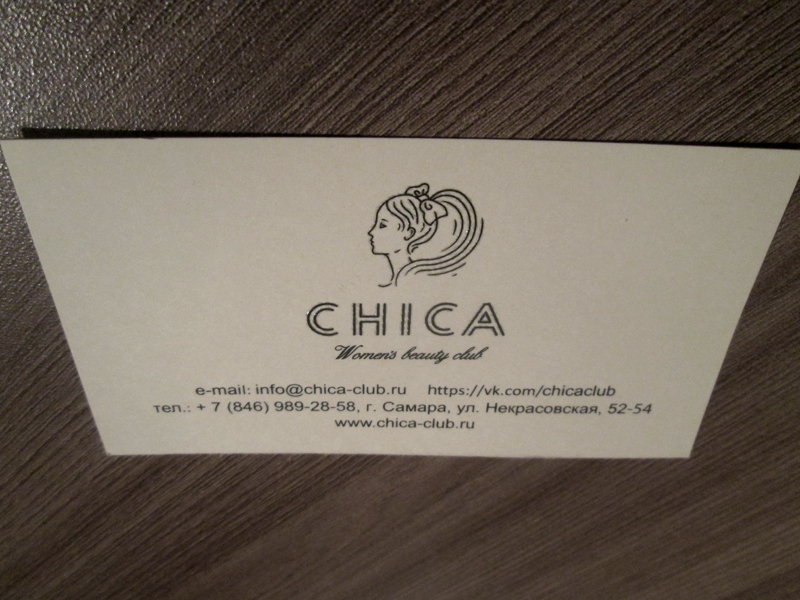 CHICA
Women's beauty club
e-mail: info@chica-club.ru https://vk.com/chicaclub
тел.: + 7 (846) 989-28-58, г. Самара, ул. Некрасовская, 52-54
www.chica-club.ru